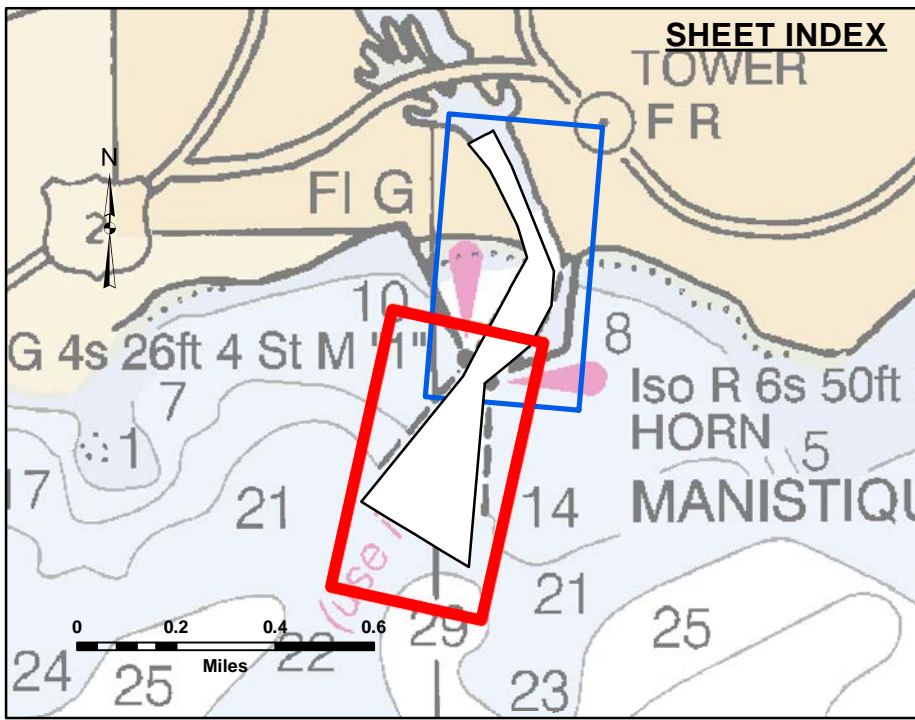 SHEET INDEX
TOWER
F R
N
Fl G
2
10
8
G 4s 26ft 4 St M "1"
Iso R 6s 50ft
HORN
7
1
5
17
21
14
MANISTIQU
(use
21
29
25
0 0.2 0.4 0.6
Miles
22
24
25
23